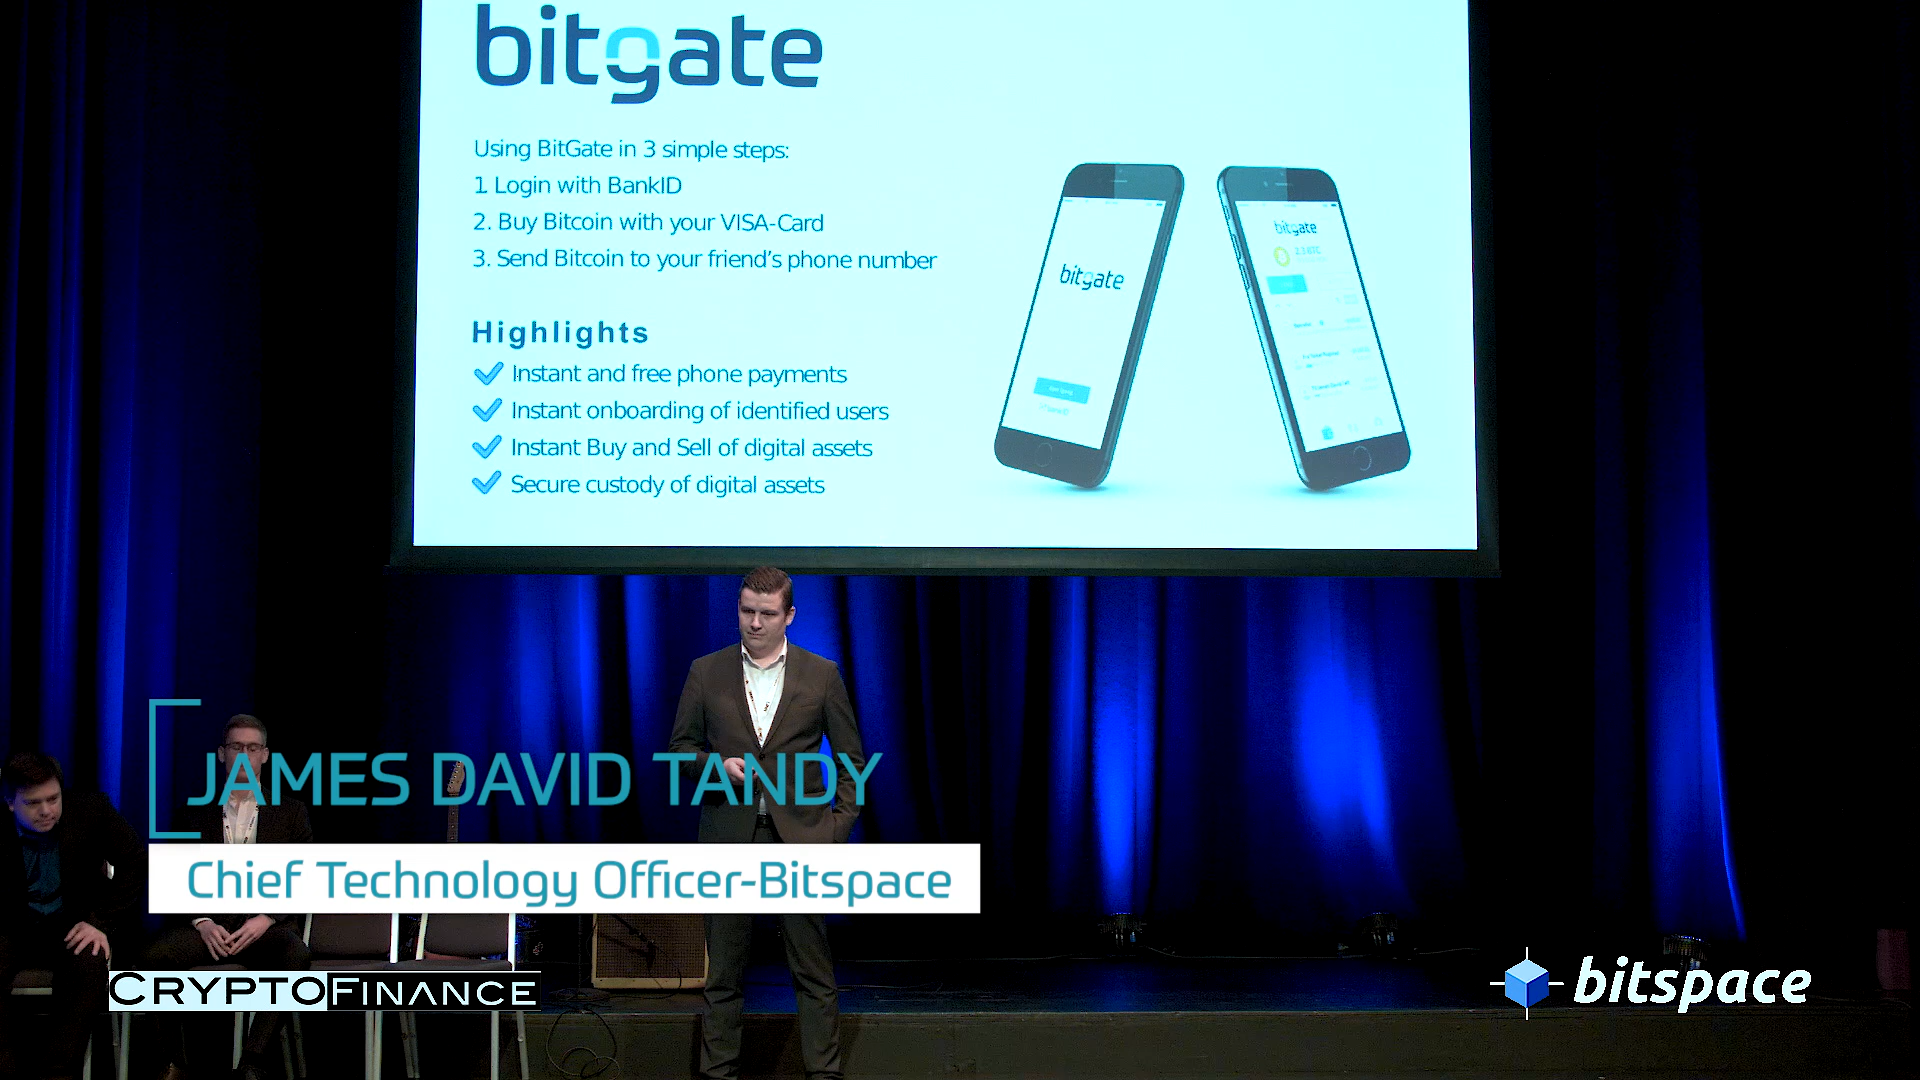 bitgate
Using BitGate in 3 simple steps:
1. Login with BankID
2. Buy Bitcoin with your VISA-Card
3. Send Bitcoin to your friend's phone number
Highlights
Instant and free phone payments
Instant onboarding of identified users
Instant Buy and Sell of digital assets
Secure custody of digital assets
bitgate
bitgate
JAMES DAVID TANDY
Chief Technology Officer-Bitspace
CRYPTOFINANCE
bitspace